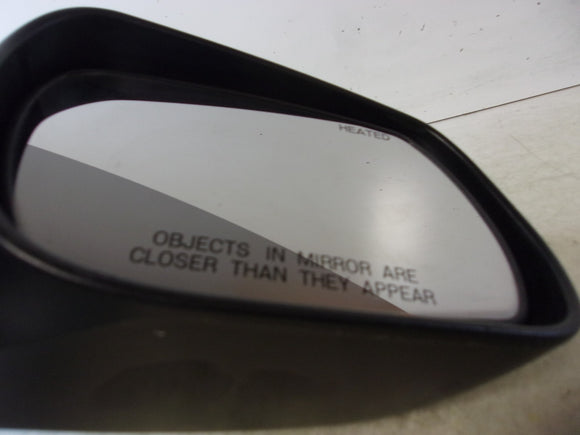 HEATED
OBJECTS IN MIRROR ARE
CLOSER THAN THEY APPEAR